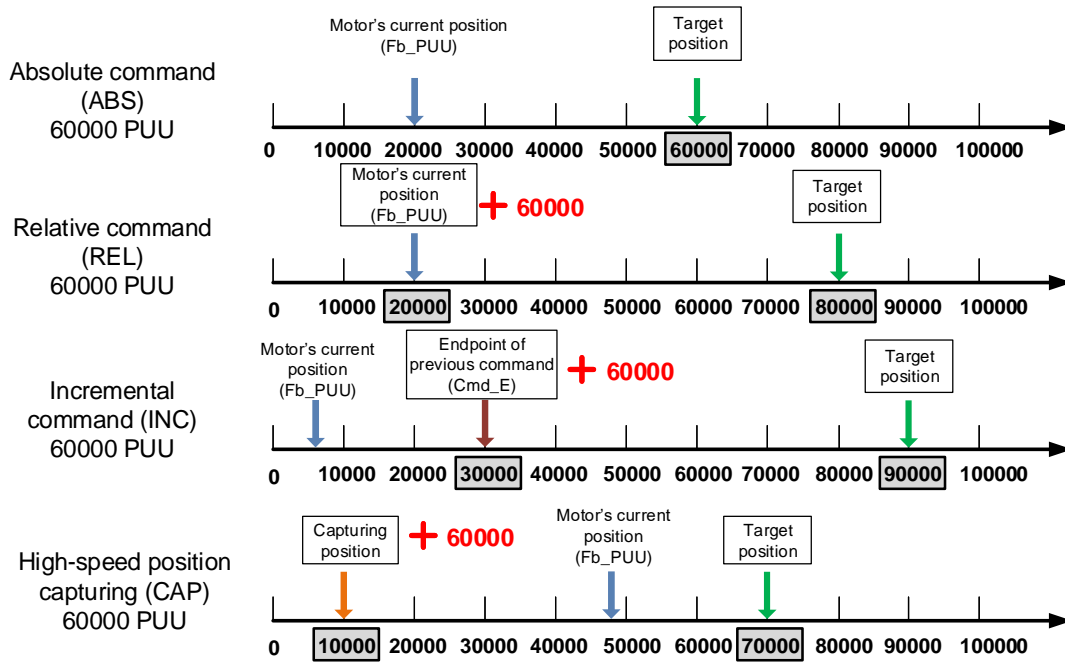 Absolute command
(ABS)
60000 PUU
Motor's current position
(Fb_PUU)
Target
position
0 10000 20000 30000 40000 50000 60000 70000 80000 90000 100000
Relative command
(REL)
60000 PUU
Motor's current
position
(Fb_PUU)
+ 60000
Target
position
0 10000 20000 30000 40000 50000 60000 70000 80000 90000 100000
Incremental
command (INC)
60000 PUU
Motor's current
position
(Fb_PUU)
Endpoint of
previous command
(Cmd_E)
+ 60000
Target
position
0 10000 20000 30000 40000 50000 60000 70000 80000 90000 100000
High-speed position
capturing (CAP)
60000 PUU
Capturing
position
+ 60000
Motor's current
position
(Fb_PUU)
Target
position
0 10000 20000 30000 40000 50000 60000 70000 80000 90000 100000